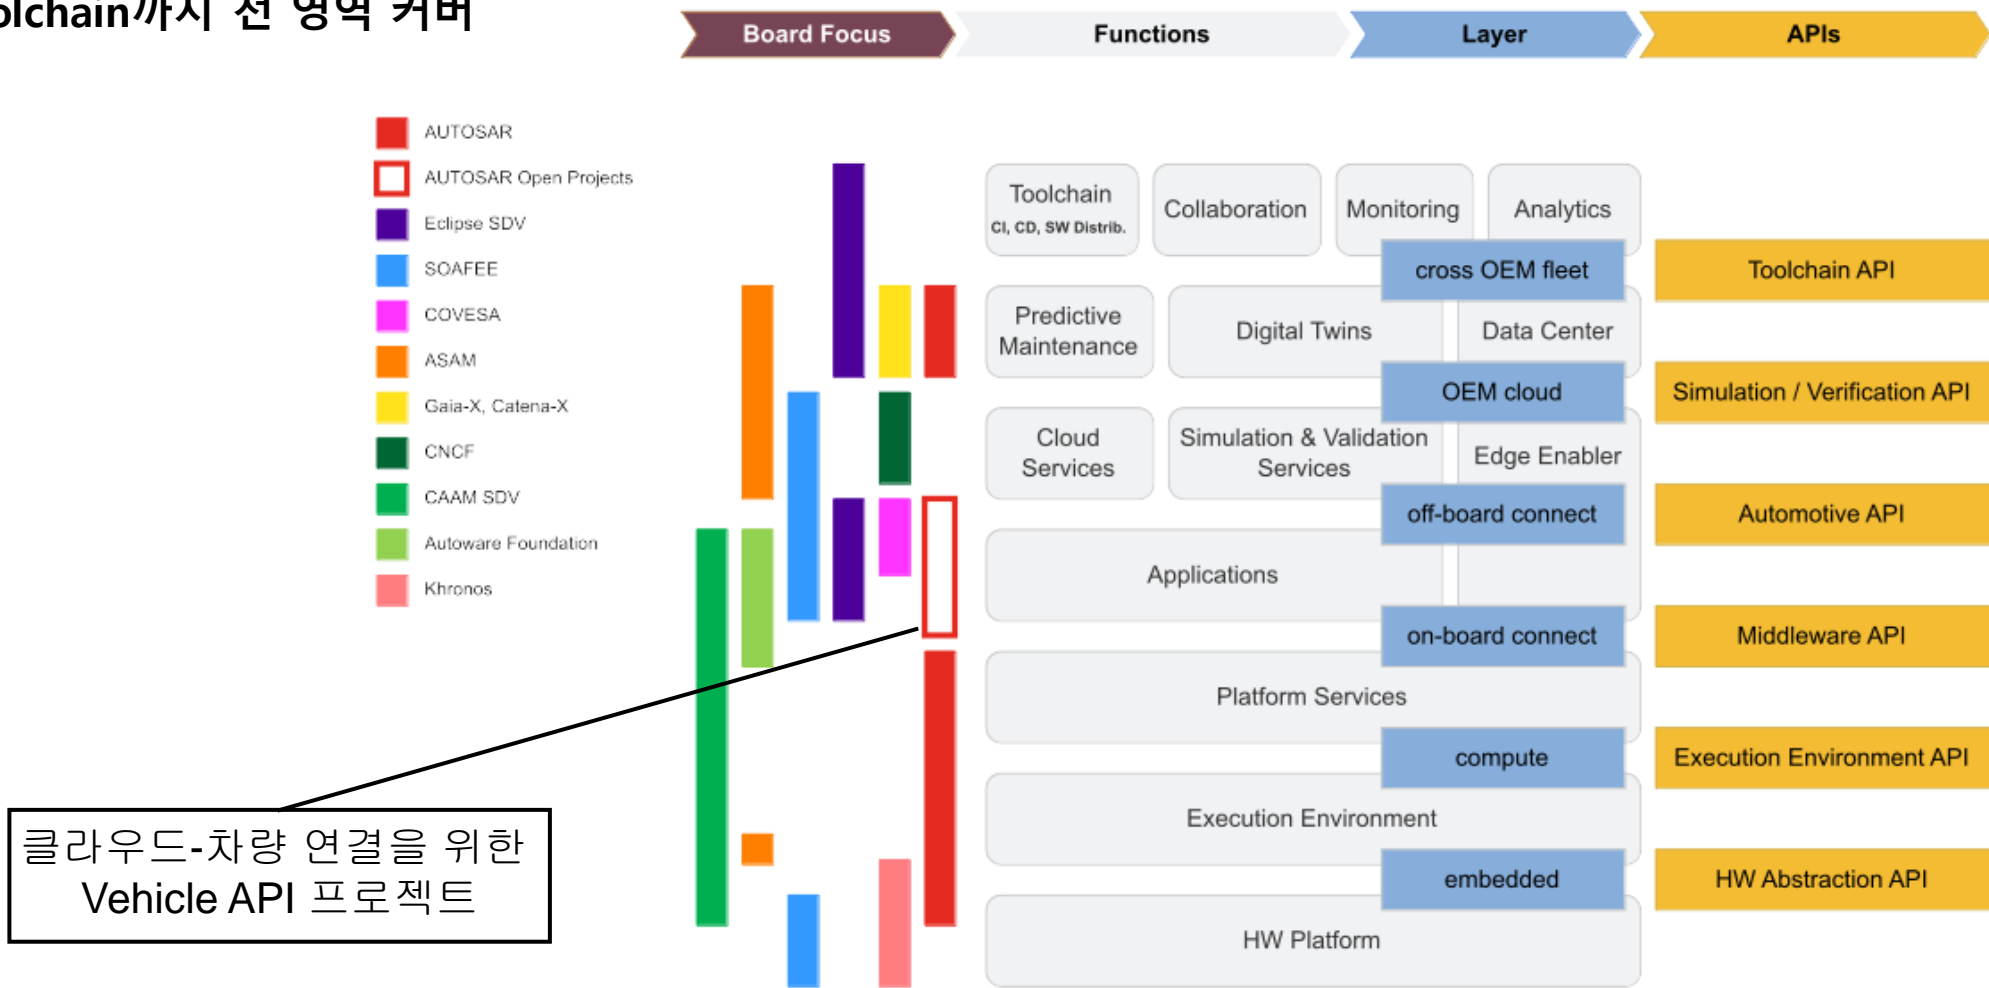 olchain까지 전 영역 커버
Board Focus
Functions
Layer
APIs
AUTOSAR
AUTOSAR Open Projects
Eclipse SDV
SOAFEE
COVESA
ASAM
Gaia-X, Catena-X
CNCF
CAAM SDV
Autoware Foundation
Khronos
Toolchain
CI, CD, SW Distrib.
Collaboration
Monitoring
Analytics
cross OEM fleet
Toolchain API
Predictive
Maintenance
Digital Twins
Data Center
OEM cloud
Simulation / Verification API
Cloud
Services
Simulation & Validation
Services
Edge Enabler
off-board connect
Automotive API
Applications
on-board connect
Middleware API
Platform Services
compute
Execution Environment API
Execution Environment
embedded
HW Abstraction API
HW Platform
클라우드-차량 연결을 위한
Vehicle API 프로젝트